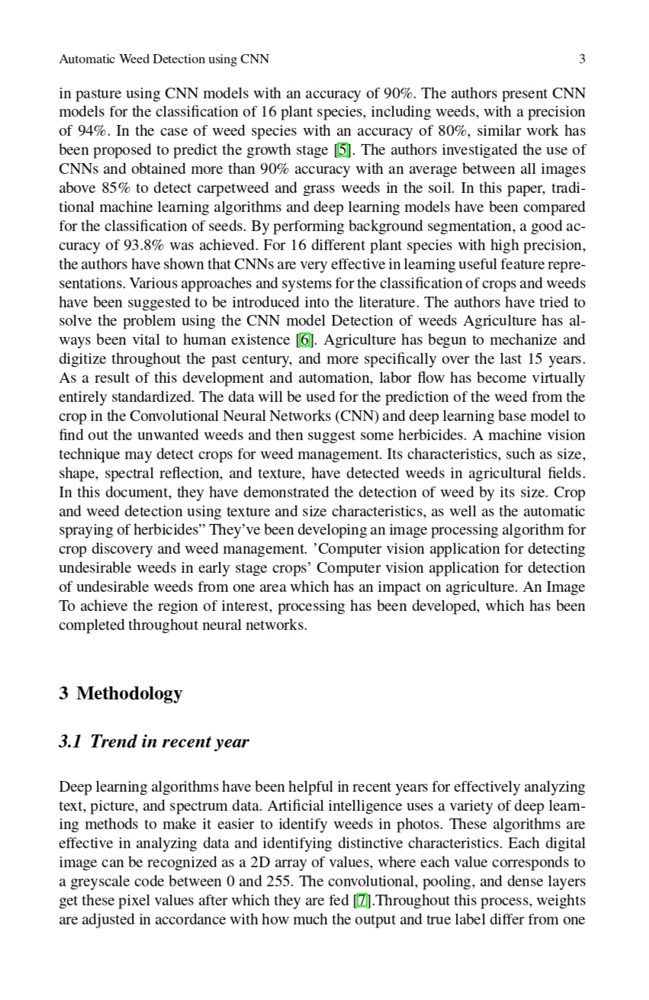 Automatic Weed Detection using CNN 3
in pasture using CNN models with an accuracy of 90%. The authors present CNN
models for the classification of 16 plant species, including weeds, with a precision
of 94%. In the case of weed species with an accuracy of 80%, similar work has
been proposed to predict the growth stage [5]. The authors investigated the use of
CNNs and obtained more than 90% accuracy with an average between all images
above 85% to detect carpetweed and grass weeds in the soil. In this paper, tradi-
tional machine learning algorithms and deep learning models have been compared
for the classification of seeds. By performing background segmentation, a good ac-
curacy of 93.8% was achieved. For 16 different plant species with high precision,
the authors have shown that CNNs are very effective in learning useful feature repre-
sentations. Various approaches and systems for the classification of crops and weeds
have been suggested to be introduced into the literature. The authors have tried to
solve the problem using the CNN model Detection of weeds Agriculture has al-
ways been vital to human existence [6]. Agriculture has begun to mechanize and
digitize throughout the past century, and more specifically over the last 15 years.
As a result of this development and automation, labor flow has become virtually
entirely standardized. The data will be used for the prediction of the weed from the
crop in the Convolutional Neural Networks (CNN) and deep learning base model to
find out the unwanted weeds and then suggest some herbicides. A machine vision
technique may detect crops for weed management. Its characteristics, such as size,
shape, spectral reflection, and texture, have detected weeds in agricultural fields.
In this document, they have demonstrated the detection of weed by its size. Crop
and weed detection using texture and size characteristics, as well as the automatic
spraying of herbicides” They’ve been developing an image processing algorithm for
crop discovery and weed management. ’Computer vision application for detecting
undesirable weeds in early stage crops’ Computer vision application for detection
of undesirable weeds from one area which has an impact on agriculture. An Image
To achieve the region of interest, processing has been developed, which has been
completed throughout neural networks.
3 Methodology
3.1 Trend in recent year
Deep learning algorithms have been helpful in recent years for effectively analyzing
text, picture, and spectrum data. Artificial intelligence uses a variety of deep learn-
ing methods to make it easier to identify weeds in photos. These algorithms are
effective in analyzing data and identifying distinctive characteristics. Each digital
image can be recognized as a 2D array of values, where each value corresponds to
a greyscale code between 0 and 255. The convolutional, pooling, and dense layers
get these pixel values after which they are fed [7].Throughout this process, weights
are adjusted in accordance with how much the output and true label differ from one